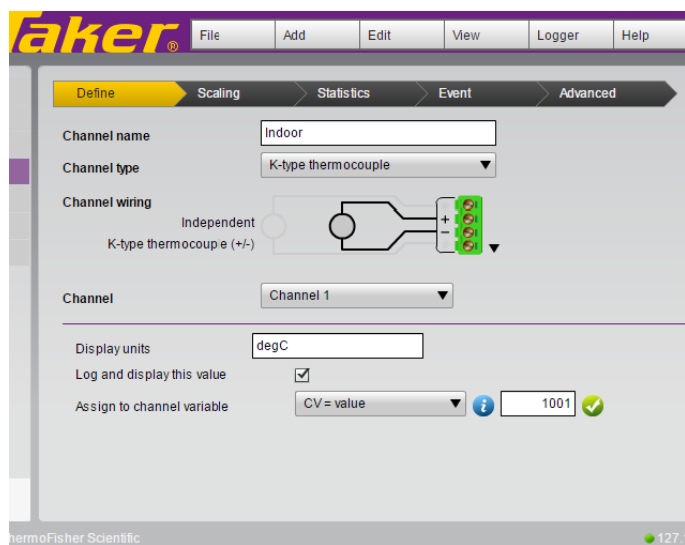 Taker®
File Add Edit View Logger Help
Define Scaling Statistics Event Advanced
Channel name Indoor
Channel type K-type thermocouple
Channel wiring
Independent
K-type thermocouple (+/-)
+
−
Channel Channel 1
Display units degC
Log and display this value
Assign to channel variable CV = value i 1001
hermoFisher Scientific 127.